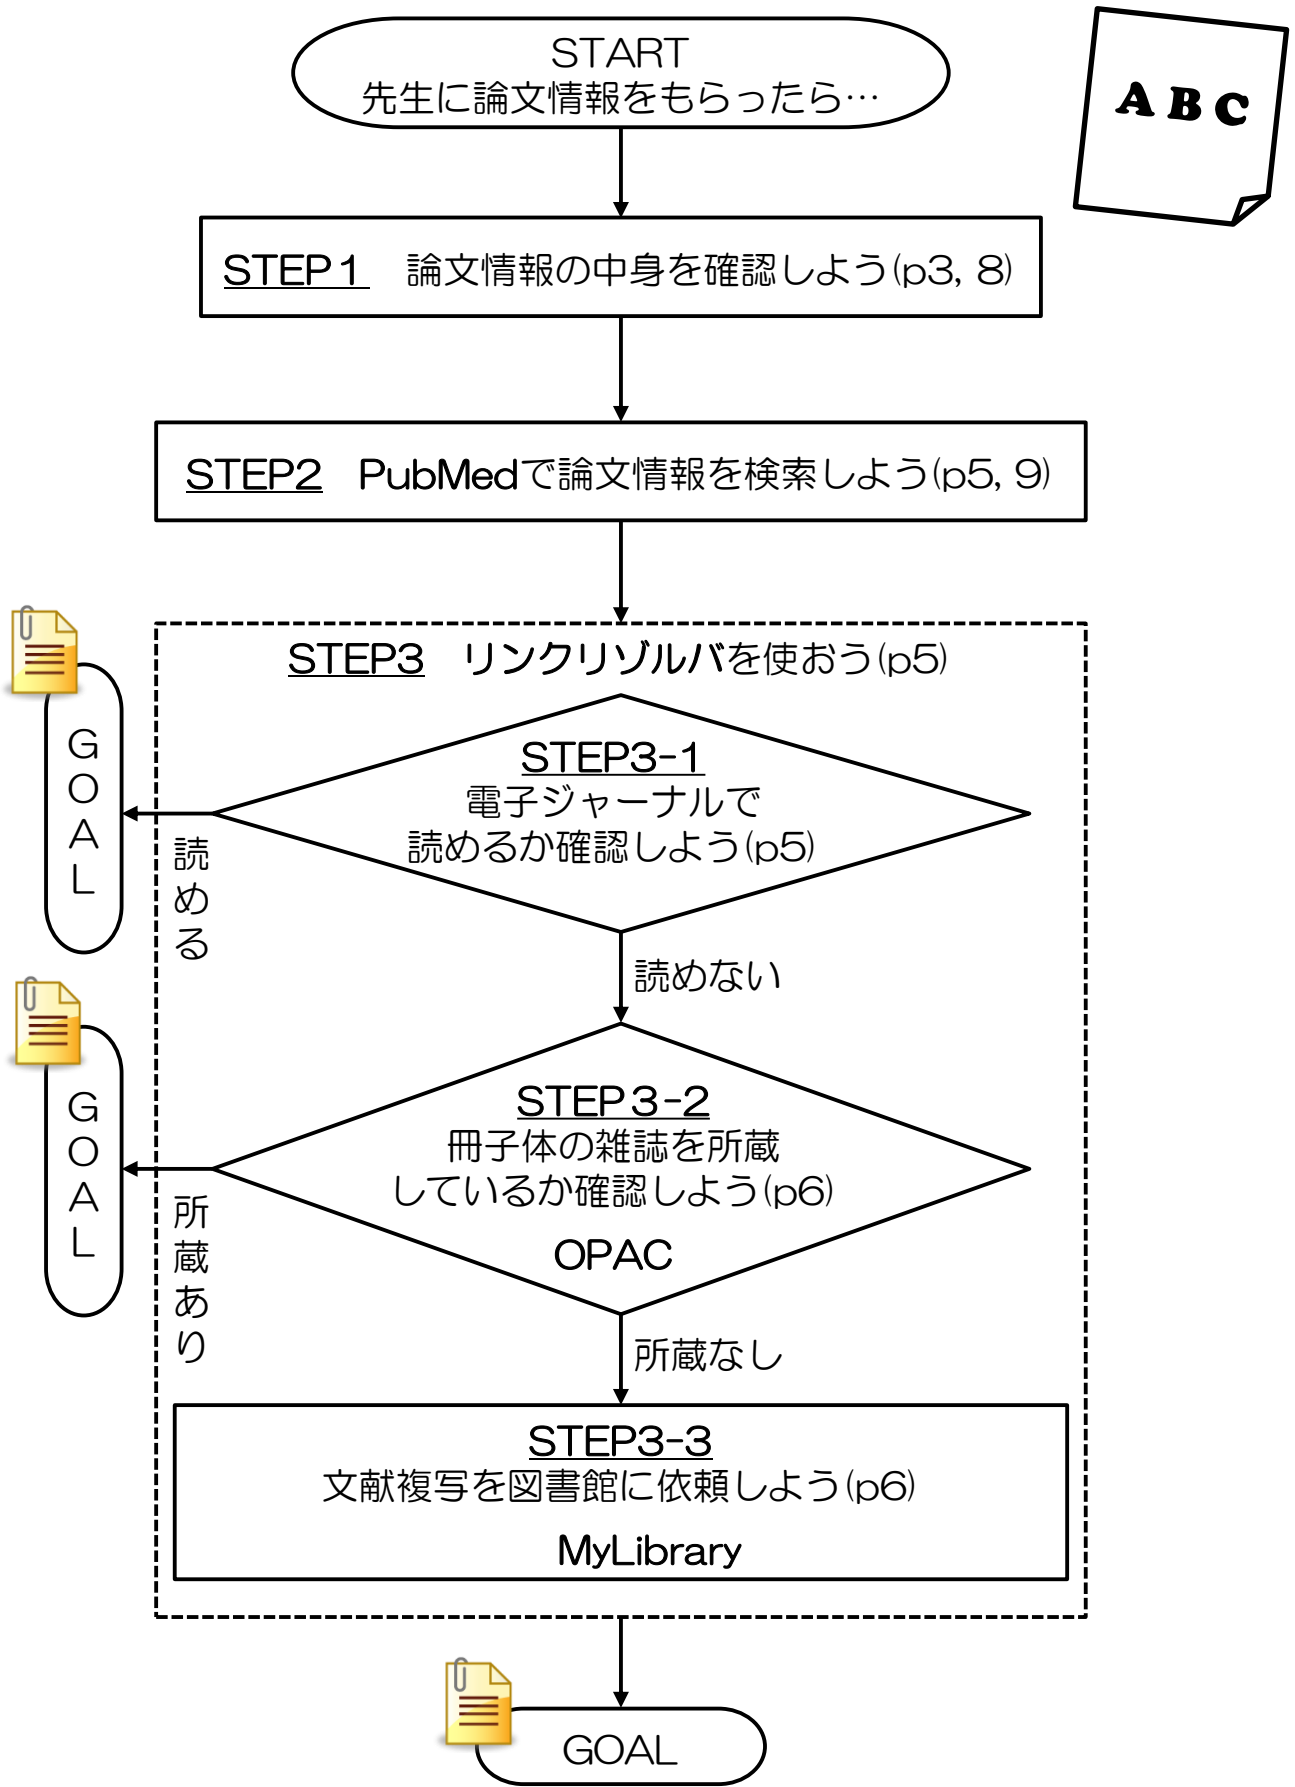 START
先生に論文情報をもらったら…
ABC
STEP1　論文情報の中身を確認しよう(p3, 8)
STEP2　PubMedで論文情報を検索しよう(p5, 9)
STEP3　リンクリゾルバを使おう(p5)
STEP3-1
電子ジャーナルで
読めるか確認しよう(p5)
読める
GOAL
読めない
STEP3-2
冊子体の雑誌を所蔵
しているか確認しよう(p6)
OPAC
所蔵あり
GOAL
所蔵なし
STEP3-3
文献複写を図書館に依頼しよう(p6)
MyLibrary
GOAL